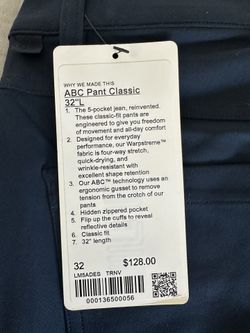 WHY WE MADE THIS
ABC Pant Classic
32"L
1. The 5-pocket jean, reinvented.
These classic-fit pants are
engineered to give you freedom
of movement and all-day comfort
2. Designed for everyday
performance, our Warpstreme™
fabric is four-way stretch,
quick-drying, and
wrinkle-resistant with
excellent shape retention
3. Our ABC™ technology uses an
ergonomic gusset to remove
tension from the crotch of our
pants
4. Hidden zippered pocket
5. Flip up the cuffs to reveal
reflective details
6. Classic fit
7. 32" length
32 $128.00
LM5ADES TRNV
000136500056